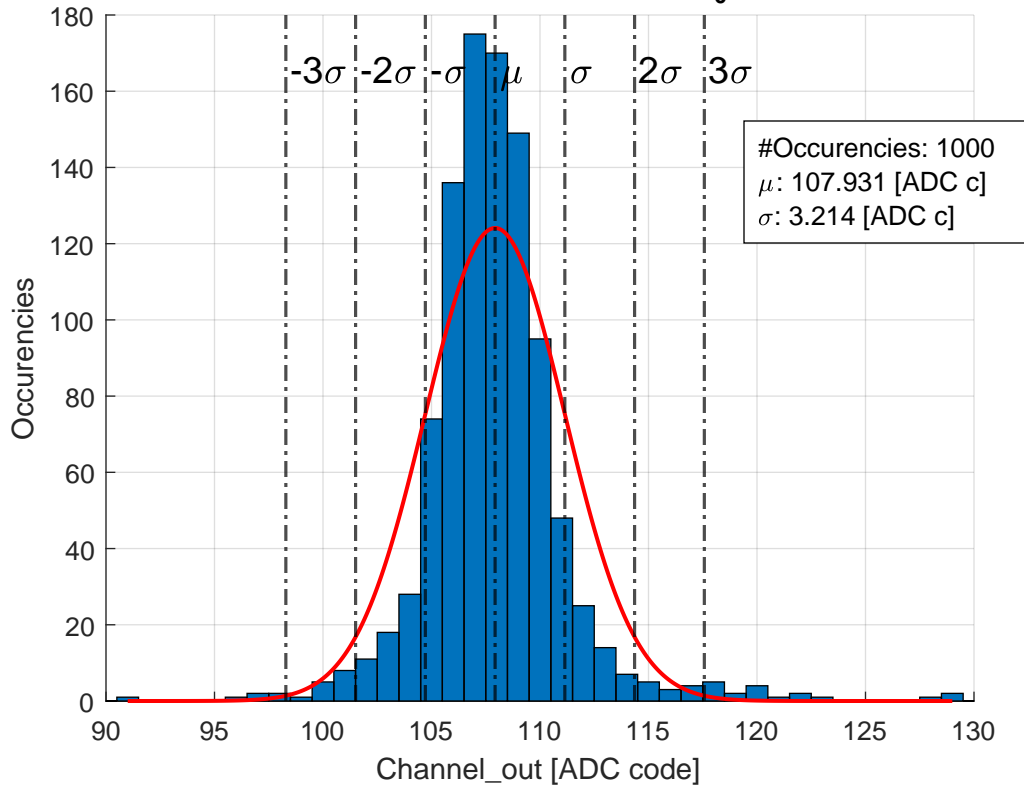 180
160
140
120
100
80
60
40
20
0
-3σ -2σ -σ μ σ 2σ 3σ
#Occurencies: 1000
μ: 107.931 [ADC c]
σ: 3.214 [ADC c]
Occurencies
90 95 100 105 110 115 120 125 130
Channel_out [ADC code]